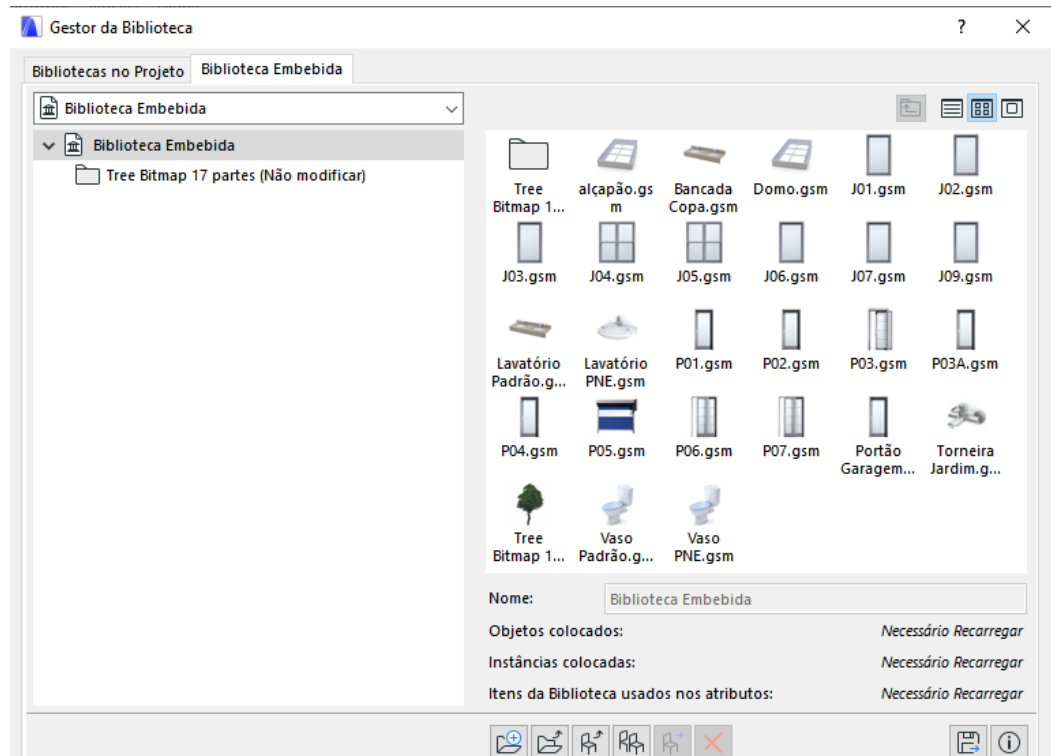 Gestor da Biblioteca
?
Bibliotecas no Projeto
Biblioteca Embebida
Biblioteca Embebida
Biblioteca Embebida
Tree Bitmap 17 partes (Não modificar)
Tree
Bitmap 1...
alçapão.gs
m
Bancada
Copa.gsm
Domo.gsm
J01.gsm
J02.gsm
J03.gsm
J04.gsm
J05.gsm
J06.gsm
J07.gsm
J09.gsm
Lavatório
Padrão.g...
Lavatório
PNE.gsm
P01.gsm
P02.gsm
P03.gsm
P03A.gsm
P04.gsm
P05.gsm
P06.gsm
P07.gsm
Portão
Garagem...
Torneira
Jardim.g...
Tree
Bitmap 1...
Vaso
Padrão.g...
Vaso
PNE.gsm
Nome:
Biblioteca Embebida
Objetos colocados:
Necessário Recarregar
Instâncias colocadas:
Necessário Recarregar
Itens da Biblioteca usados nos atributos:
Necessário Recarregar